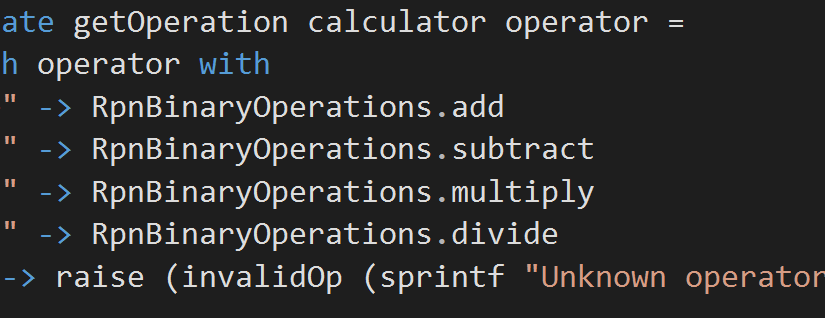 ate getOperation calculator operator =
h operator with
" -> RpnBinaryOperations.add
" -> RpnBinaryOperations.subtract
" -> RpnBinaryOperations.multiply
" -> RpnBinaryOperations.divide
-> raise (invalidOp (sprintf "Unknown operator